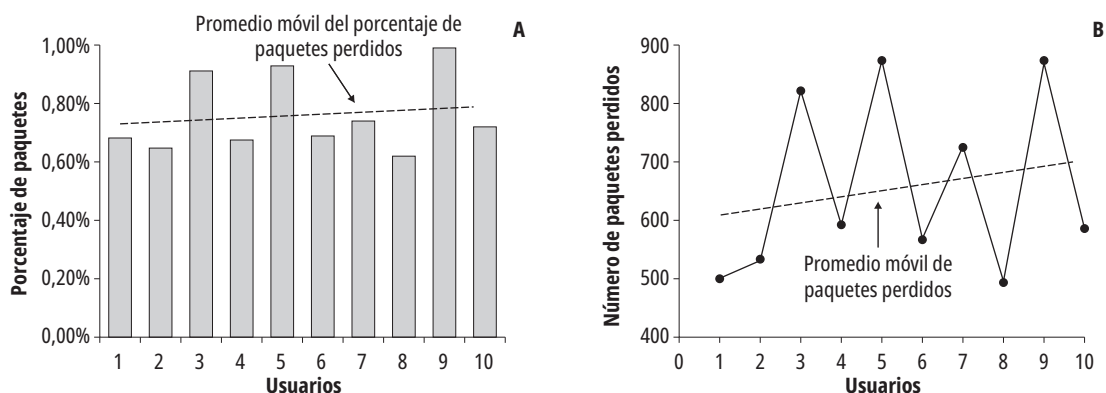 A
Promedio móvil del porcentaje de
paquetes perdidos
Porcentaje de paquetes
1,00%
0,80%
0,60%
0,40%
0,20%
0,00%
1 2 3 4 5 6 7 8 9 10
Usuarios
B
Número de paquetes perdidos
900
800
700
600
500
400
Promedio móvil de
paquetes perdidos
0 1 2 3 4 5 6 7 8 9 10
Usuarios